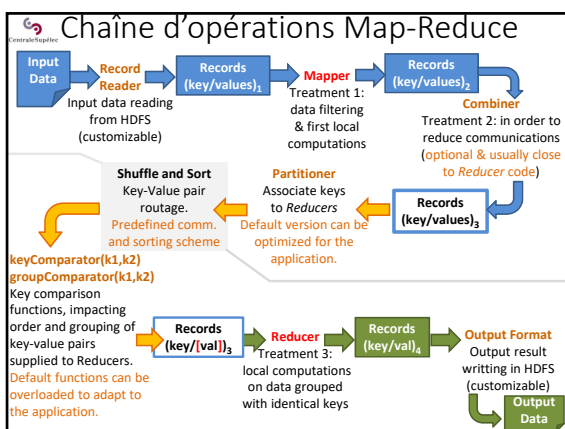 CentraleSupélec
Chaîne d'opérations Map-Reduce
Input
Data
Record
Reader
Input data reading
from HDFS
(customizable)
Records
(key/values)1
Mapper
Treatment 1:
data filtering
& first local
computations
Records
(key/values)2
Combiner
Treatment 2: in order to
reduce communications
(optional & usually close
to Reducer code)
Records
(key/values)3
Partitioner
Associate keys
to Reducers
Default version can be
optimized for the
application.
Shuffle and Sort
Key-Value pair
routage.
Predefined comm.
and sorting scheme
keyComparator(k1,k2)
groupComparator(k1,k2)
Key comparison
functions, impacting
order and grouping of
key-value pairs
supplied to Reducers.
Default functions can be
overloaded to adapt to
the application.
Records
(key/[val])3
Reducer
Treatment 3:
local computations
on data grouped
with identical keys
Records
(key/val)4
Output Format
Output result
writting in HDFS
(customizable)
Output
Data